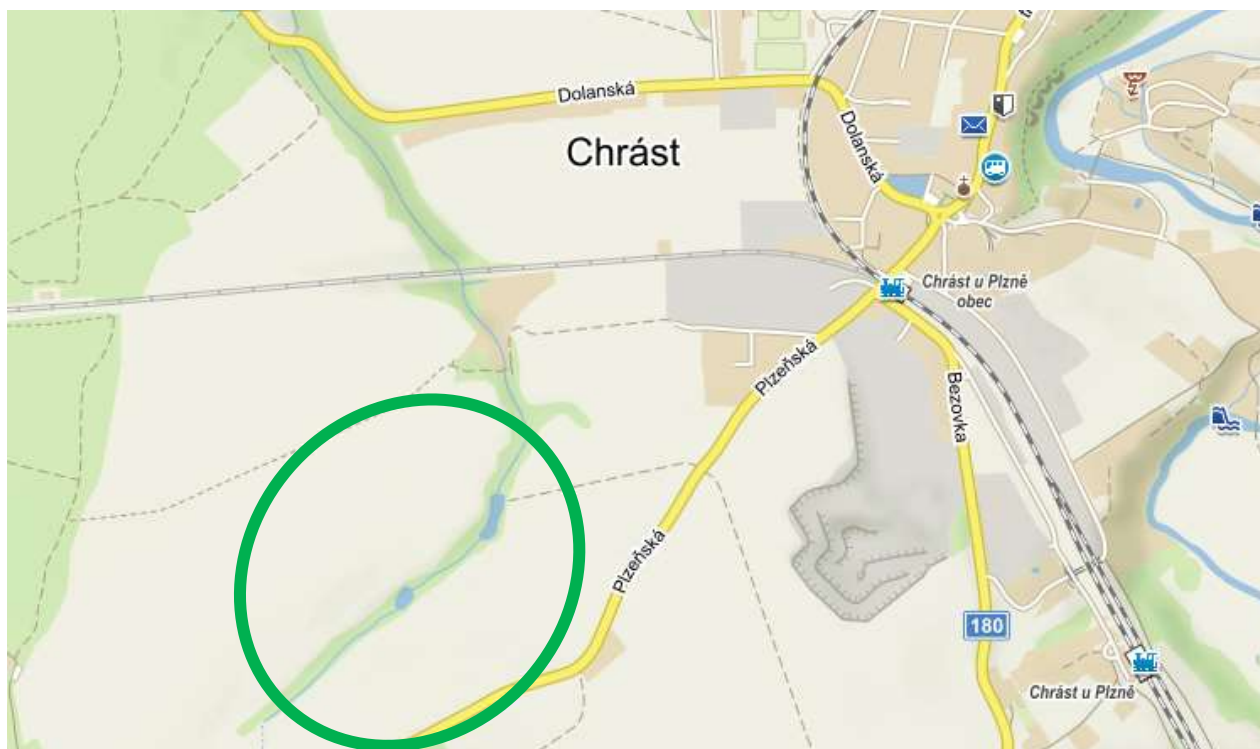 Dolanská
Chrást
Dolanská
Chrást u Plzně
obec
Plzeňská
Bezovka
Plzeňská
180
Chrást u Plzně